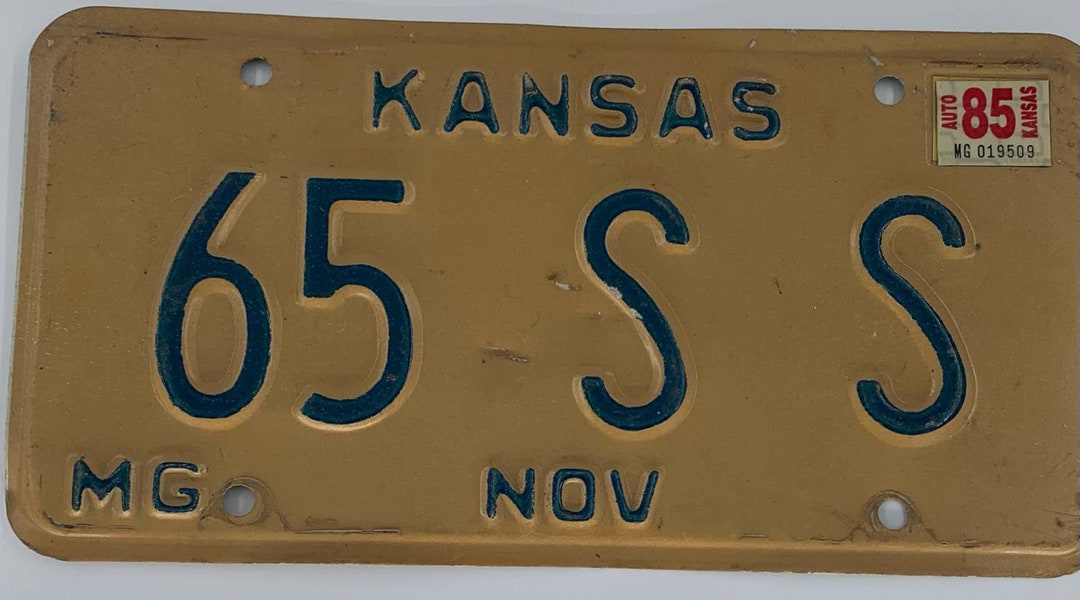 KANSAS
AUTO 85 KANSAS
MG 019509
65 S S
MG NOV